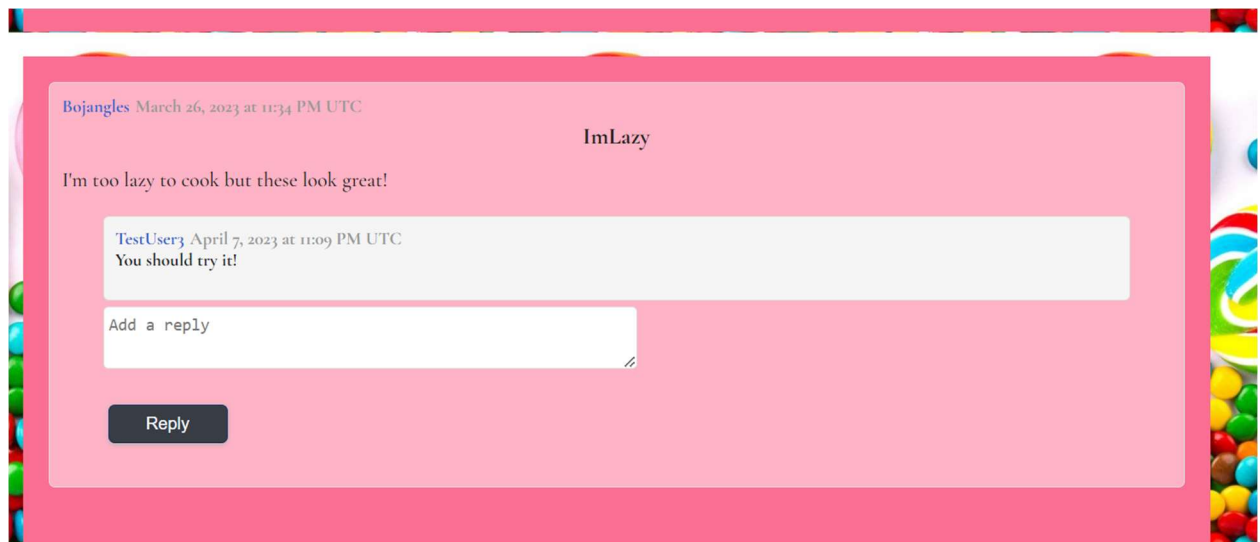 Bojangles March 26, 2023 at 11:34 PM UTC
ImLazy
I'm too lazy to cook but these look great!
TestUser3 April 7, 2023 at 11:09 PM UTC
You should try it!
Add a reply
Reply